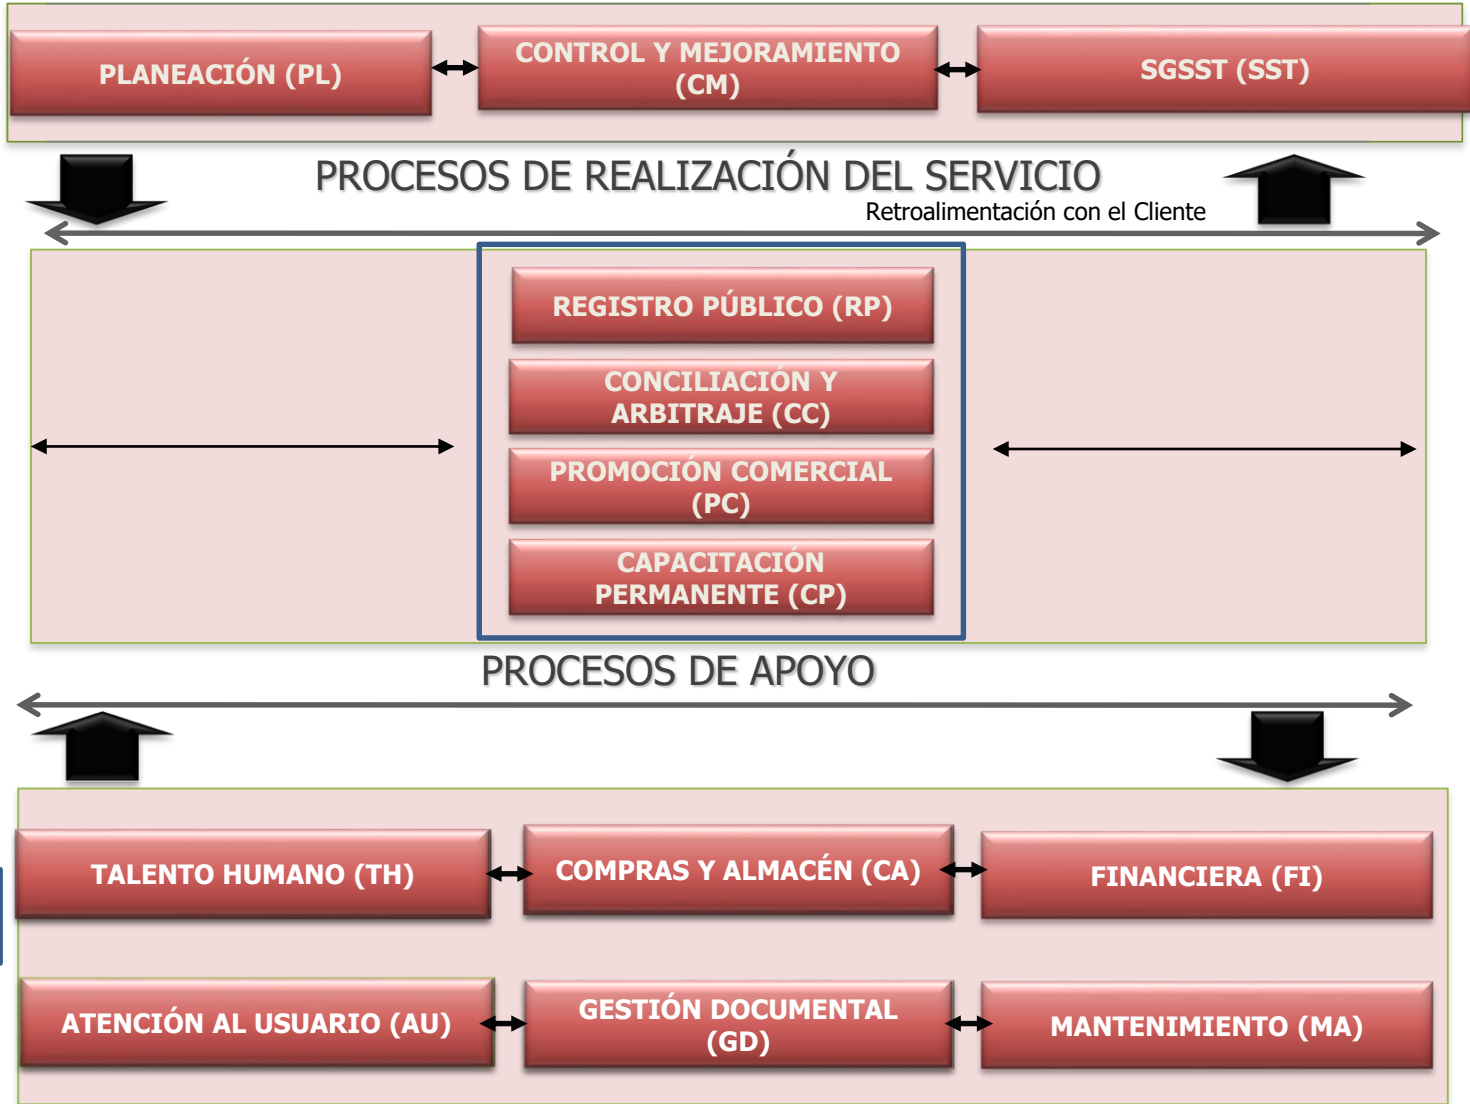 PLANEACIÓN (PL)
CONTROL Y MEJORAMIENTO
(CM)
SGSST (SST)
PROCESOS DE REALIZACIÓN DEL SERVICIO
Retroalimentación con el Cliente
REGISTRO PÚBLICO (RP)
CONCILIACIÓN Y
ARBITRAJE (CC)
PROMOCIÓN COMERCIAL
(PC)
CAPACITACIÓN
PERMANENTE (CP)
PROCESOS DE APOYO
TALENTO HUMANO (TH)
COMPRAS Y ALMACÉN (CA)
FINANCIERA (FI)
ATENCIÓN AL USUARIO (AU)
GESTIÓN DOCUMENTAL
(GD)
MANTENIMIENTO (MA)